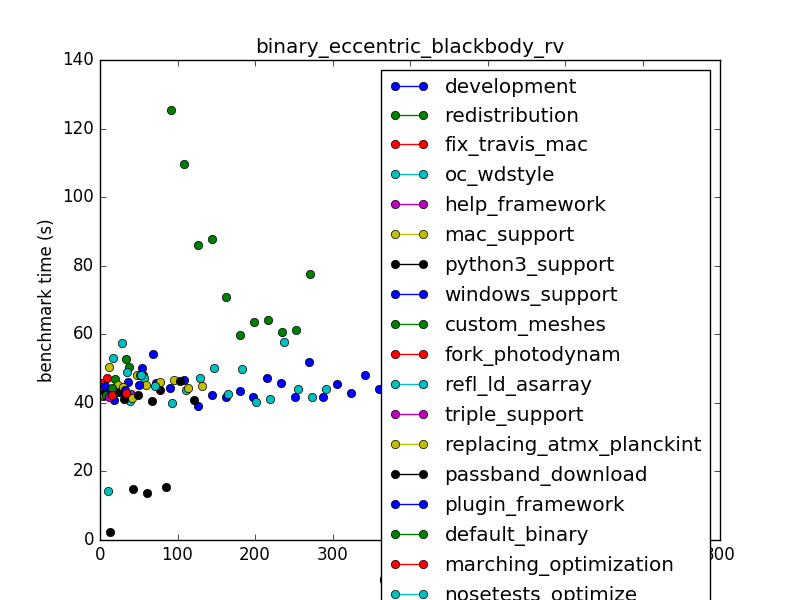 binary_eccentric_blackbody_rv
benchmark time (s)
140
120
100
80
60
40
20
0
0
100
200
300
development
redistribution
fix_travis_mac
oc_wdstyle
help_framework
mac_support
python3_support
windows_support
custom_meshes
fork_photodynam
refl_ld_asarray
triple_support
replacing_atmx_planckint
passband_download
plugin_framework
default_binary
marching_optimization
nosetests_optimize